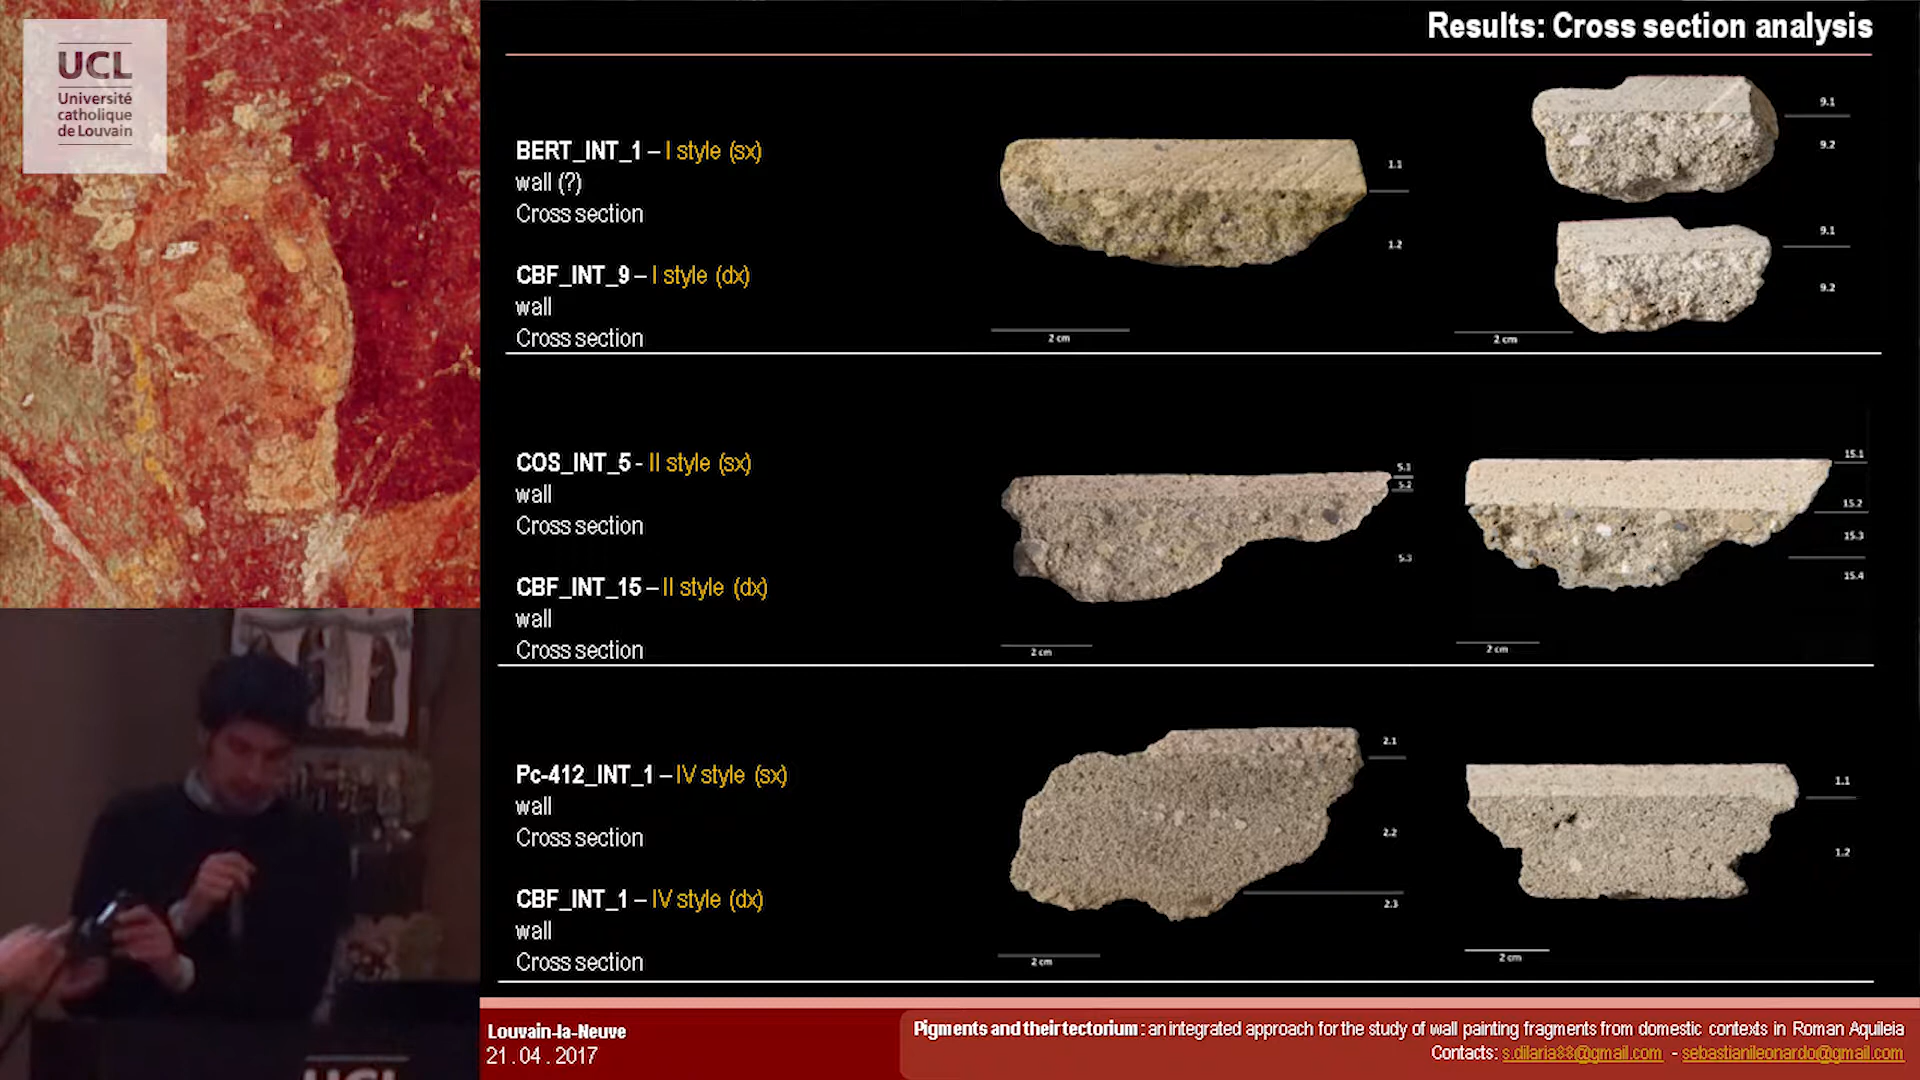 UCL
Université
catholique
de Louvain
Results: Cross section analysis
BERT_INT_1 – I style (sx)
wall (?)
Cross section
CBF_INT_9 – I style (dx)
wall
Cross section
1.1
1.2
2 cm
9.1
9.2
9.1
9.2
2 cm
COS_INT_5 - II style (sx)
wall
Cross section
CBF_INT_15 – II style (dx)
wall
Cross section
5.1
5.2
5.3
2 cm
15.1
15.2
15.3
15.4
2 cm
Pc-412_INT_1 – IV style (sx)
wall
Cross section
CBF_INT_1 – IV style (dx)
wall
Cross section
2.1
2.2
2.3
2 cm
1.1
1.2
2 cm
Louvain-la-Neuve
21.04.2017
Pigments and their tectorium: an integrated approach for the study of wall painting fragments from domestic contexts in Roman Aquileia
Contacts: s.dilaria88@gmail.com - sebastianileonardo@gmail.com
UCL